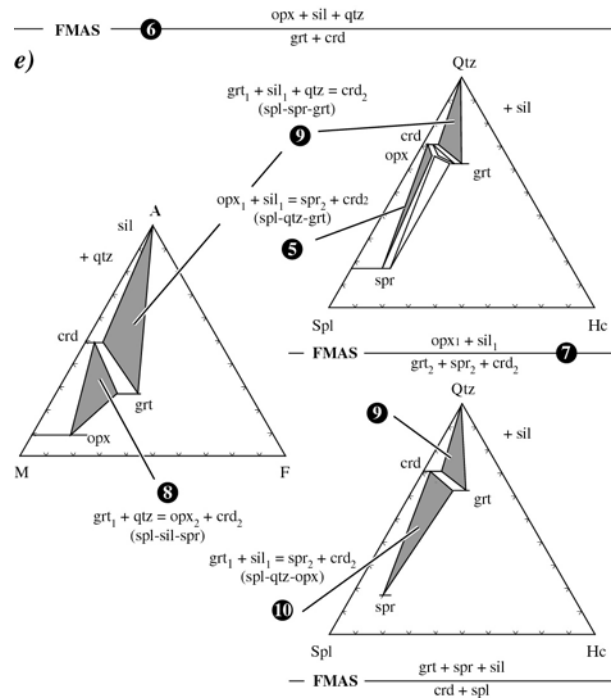 opx + sil + qtz
FMAS 6
grt + crd
e)
Qtz
+ sil
grt₁ + sil₁ + qtz = crd₂
(spl-spr-grt)
9
crd
opx
grt
opx₁ + sil₁ = spr₂ + crd₂
(spl-qtz-grt)
5
A
sil
+ qtz
spr
Spl
Hc
crd
grt
opx
M
F
opx₁ + sil₁
FMAS 7
grt₂ + spr₂ + crd₂
8
grt₁ + qtz = opx₂ + crd₂
(spl-sil-spr)
Qtz
9
+ sil
crd
grt
grt₁ + sil₁ = spr₂ + crd₂
(spl-qtz-opx)
10
spr
Spl
Hc
grt + spr + sil
FMAS
crd + spl